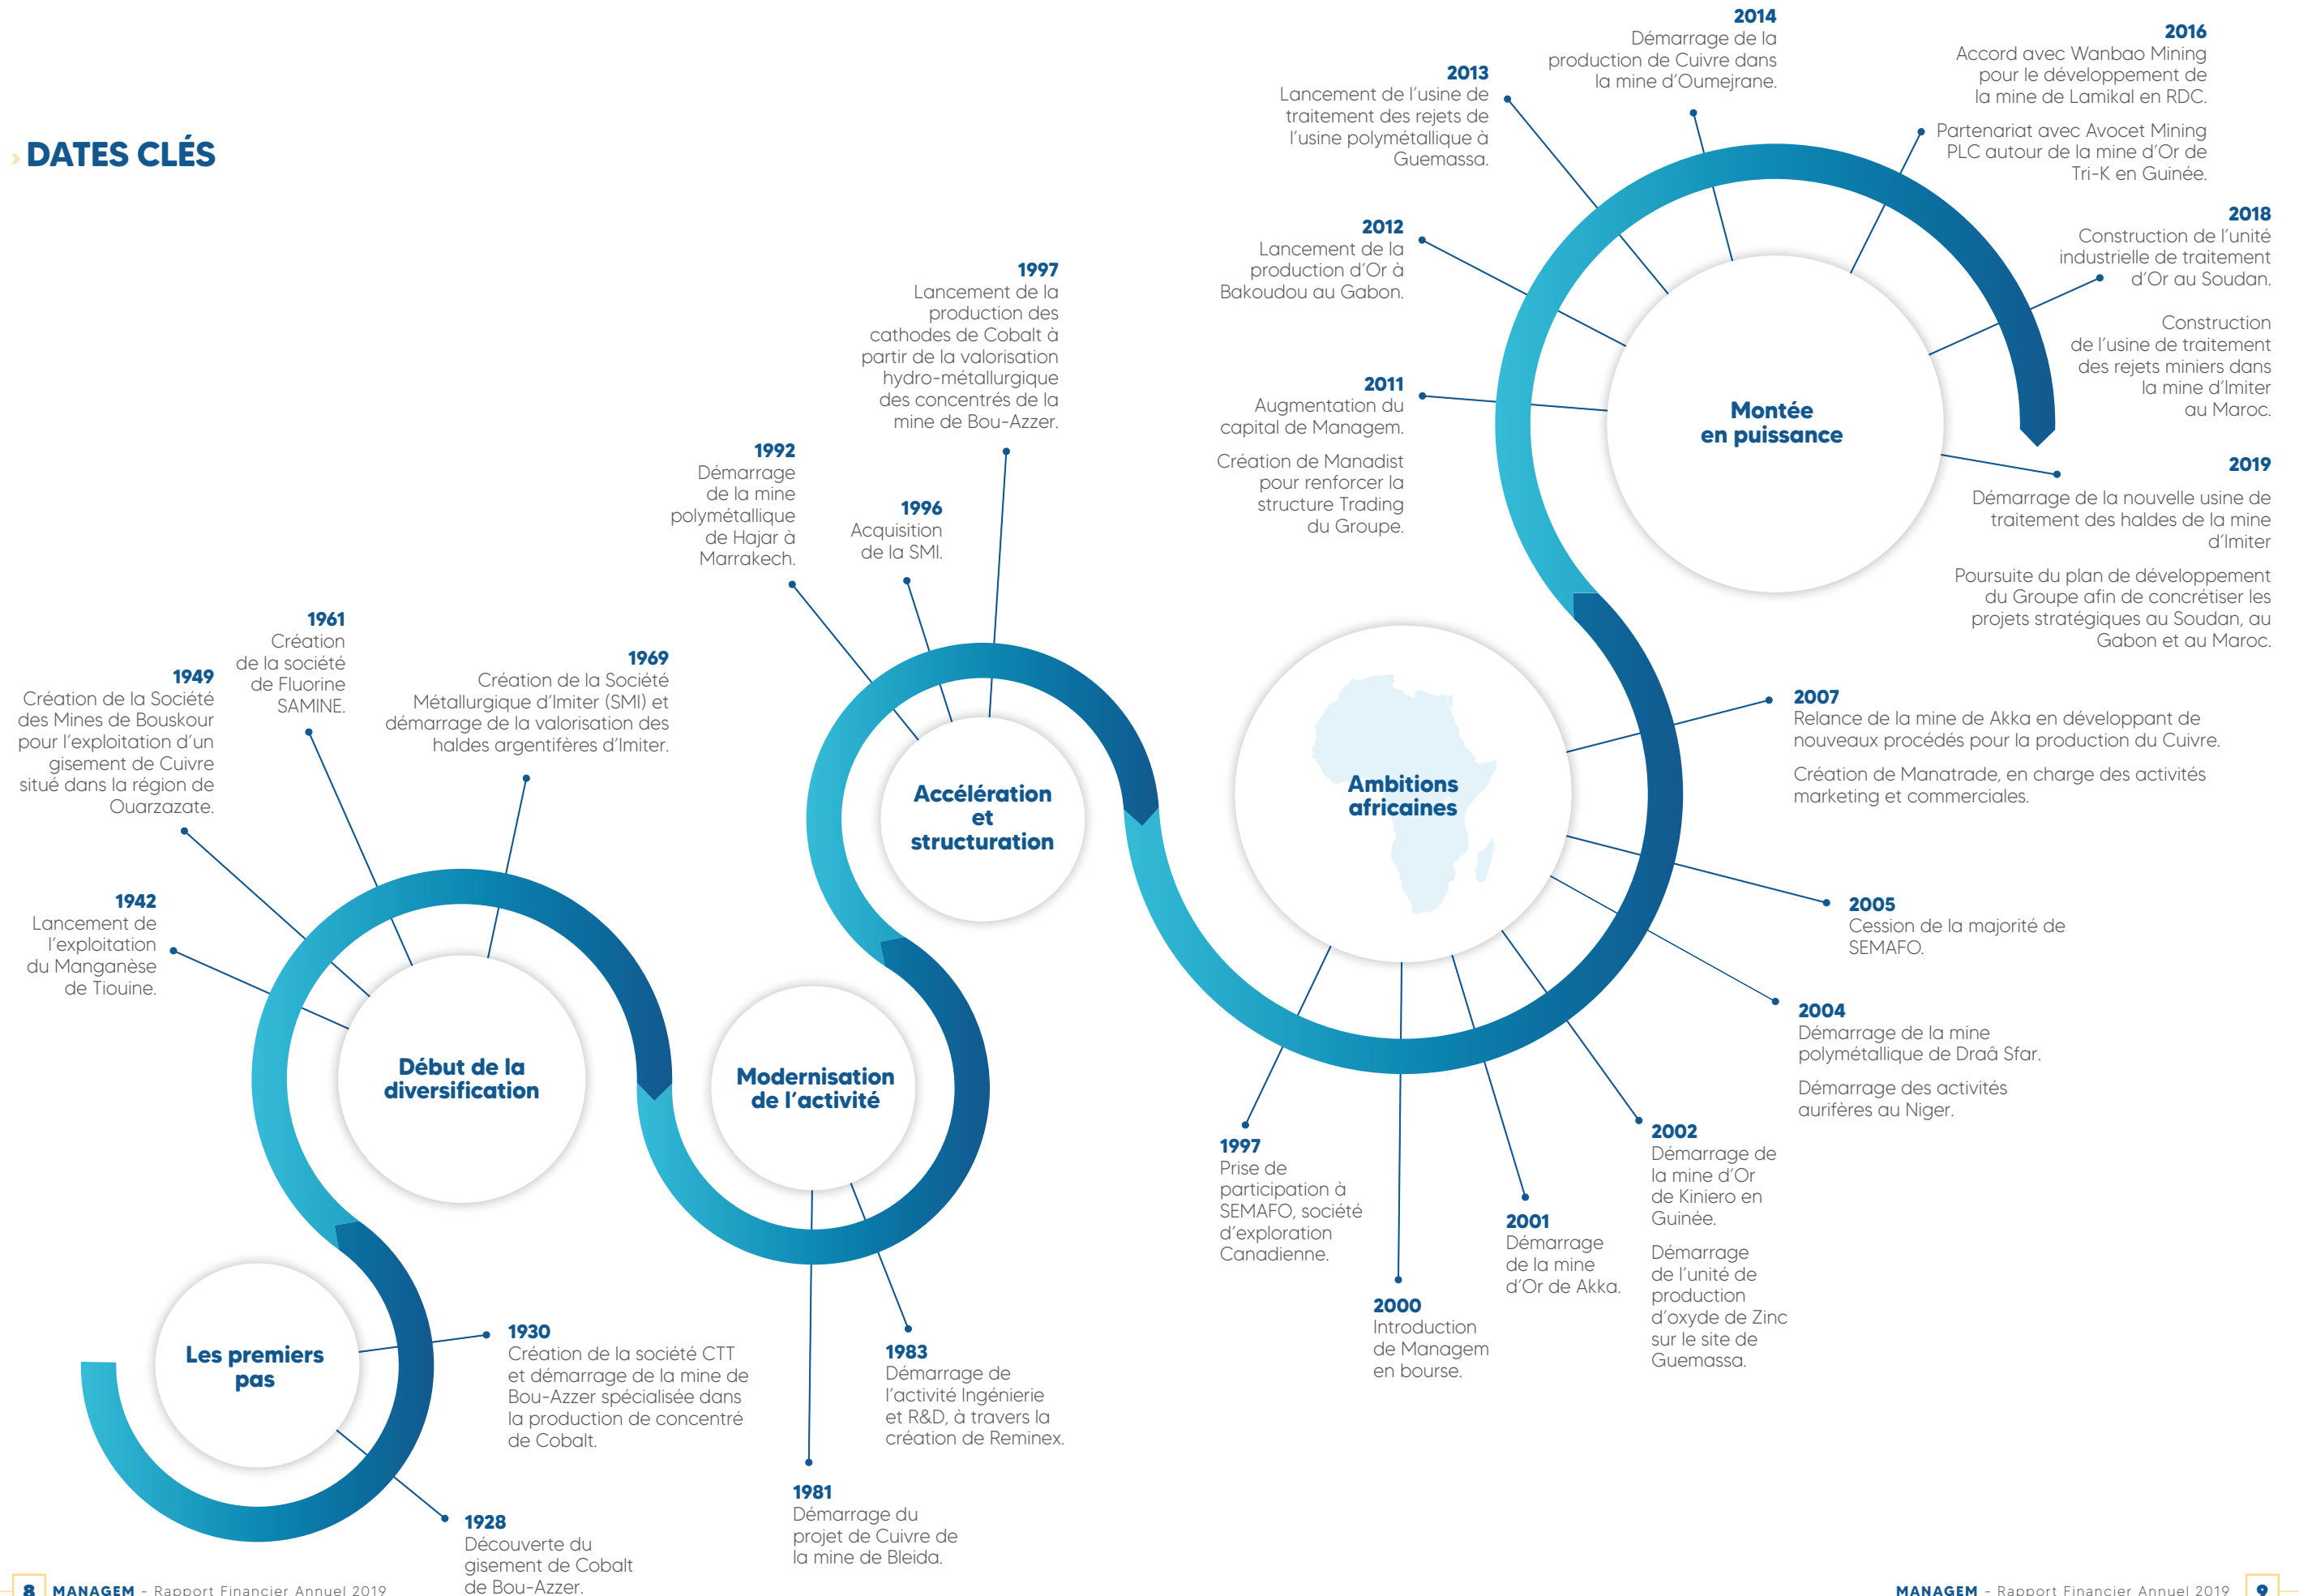 › DATES CLÉS
Les premiers
pas
1928
Découverte du
gisement de Cobalt
de Bou-Azzer.
1930
Création de la société CTT
et démarrage de la mine de
Bou-Azzer spécialisée dans
la production de concentré
de Cobalt.
Début de la
diversification
1942
Lancement de
l’exploitation
du Manganèse
de Tiouine.
1949
Création de la Société
des Mines de Bouskour
pour l’exploitation d’un
gisement de Cuivre
situé dans la région de
Ouarzazate.
1961
Création
de la société
de Fluorine
SAMINE.
1969
Création de la Société
Métallurgique d’Imiter (SMI) et
démarrage de la valorisation des
haldes argentifères d’Imiter.
Modernisation
de l’activité
1981
Démarrage du
projet de Cuivre de
la mine de Bleida.
1983
Démarrage de
l’activité Ingénierie
et R&D, à travers la
création de Reminex.
Accélération
et
structuration
1992
Démarrage
de la mine
polymétallique
de Hajar à
Marrakech.
1996
Acquisition
de la SMI.
1997
Lancement de la
production des
cathodes de Cobalt à
partir de la valorisation
hydro-métallurgique
des concentrés de la
mine de Bou-Azzer.
Ambitions
africaines
1997
Prise de
participation à
SEMAFO, société
d’exploration
Canadienne.
2000
Introduction
de Managem
en bourse.
2001
Démarrage
de la mine
d’Or de Akka.
2002
Démarrage de
la mine d’Or
de Kiniero en
Guinée.
Démarrage
de l’unité de
production
d’oxyde de Zinc
sur le site de
Guemassa.
2004
Démarrage de la mine
polymétallique de Draâ Sfar.
Démarrage des activités
aurifères au Niger.
2005
Cession de la majorité de
SEMAFO.
2007
Relance de la mine de Akka en développant de
nouveaux procédés pour la production du Cuivre.
Création de Manatrade, en charge des activités
marketing et commerciales.
Montée
en puissance
2011
Augmentation du
capital de Managem.
Création de Manadist
pour renforcer la
structure Trading
du Groupe.
2012
Lancement de la
production d’Or à
Bakoudou au Gabon.
2013
Lancement de l’usine de
traitement des rejets de
l’usine polymétallique à
Guemassa.
2014
Démarrage de la
production de Cuivre dans
la mine d’Oumejrane.
2016
Accord avec Wanbao Mining
pour le développement de
la mine de Lamikal en RDC.
Partenariat avec Avocet Mining
PLC autour de la mine d’Or de
Tri-K en Guinée.
2018
Construction de l’unité
industrielle de traitement
d’Or au Soudan.
Construction
de l’usine de traitement
des rejets miniers dans
la mine d’Imiter
au Maroc.
2019
Démarrage de la nouvelle usine de
traitement des haldes de la mine
d’Imiter
Poursuite du plan de développement
du Groupe afin de concrétiser les
projets stratégiques au Soudan, au
Gabon et au Maroc.
8 MANAGEM - Rapport Financier Annuel 2019
MANAGEM - Rapport Financier Annuel 2019 9